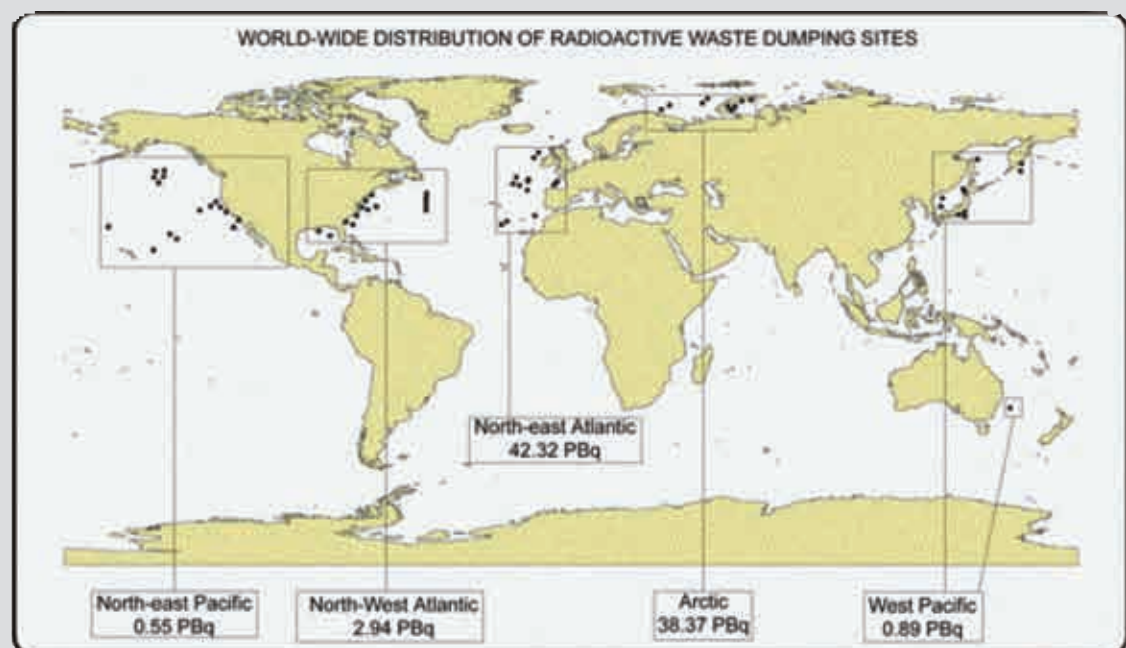 WORLD-WIDE DISTRIBUTION OF RADIOACTIVE WASTE DUMPING SITES
North-east Atlantic
42.32 PBq
North-east Pacific
0.55 PBq
North-West Atlantic
2.94 PBq
Arctic
38.37 PBq
West Pacific
0.89 PBq